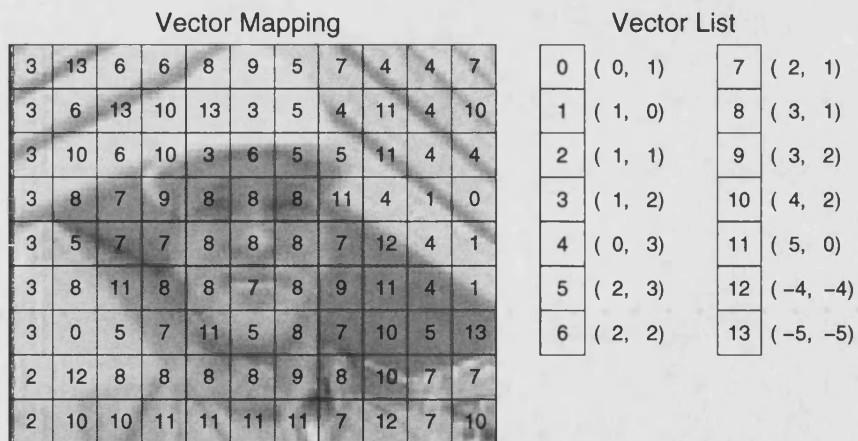 Vector Mapping
Vector List
3 13 6 6 8 9 5 7 4 4 7
3 6 13 10 13 3 5 4 11 4 10
3 10 6 10 3 6 5 5 11 4 4
3 8 7 9 8 8 8 11 4 1 0
3 5 7 7 8 8 8 7 12 4 1
3 8 11 8 8 7 8 9 11 4 1
3 0 5 7 11 5 8 7 10 5 13
2 12 8 8 8 8 9 8 10 7 7
2 10 10 11 11 11 11 7 12 7 10
0 ( 0, 1) 7 ( 2, 1)
1 ( 1, 0) 8 ( 3, 1)
2 ( 1, 1) 9 ( 3, 2)
3 ( 1, 2) 10 ( 4, 2)
4 ( 0, 3) 11 ( 5, 0)
5 ( 2, 3) 12 (-4, -4)
6 ( 2, 2) 13 (-5, -5)